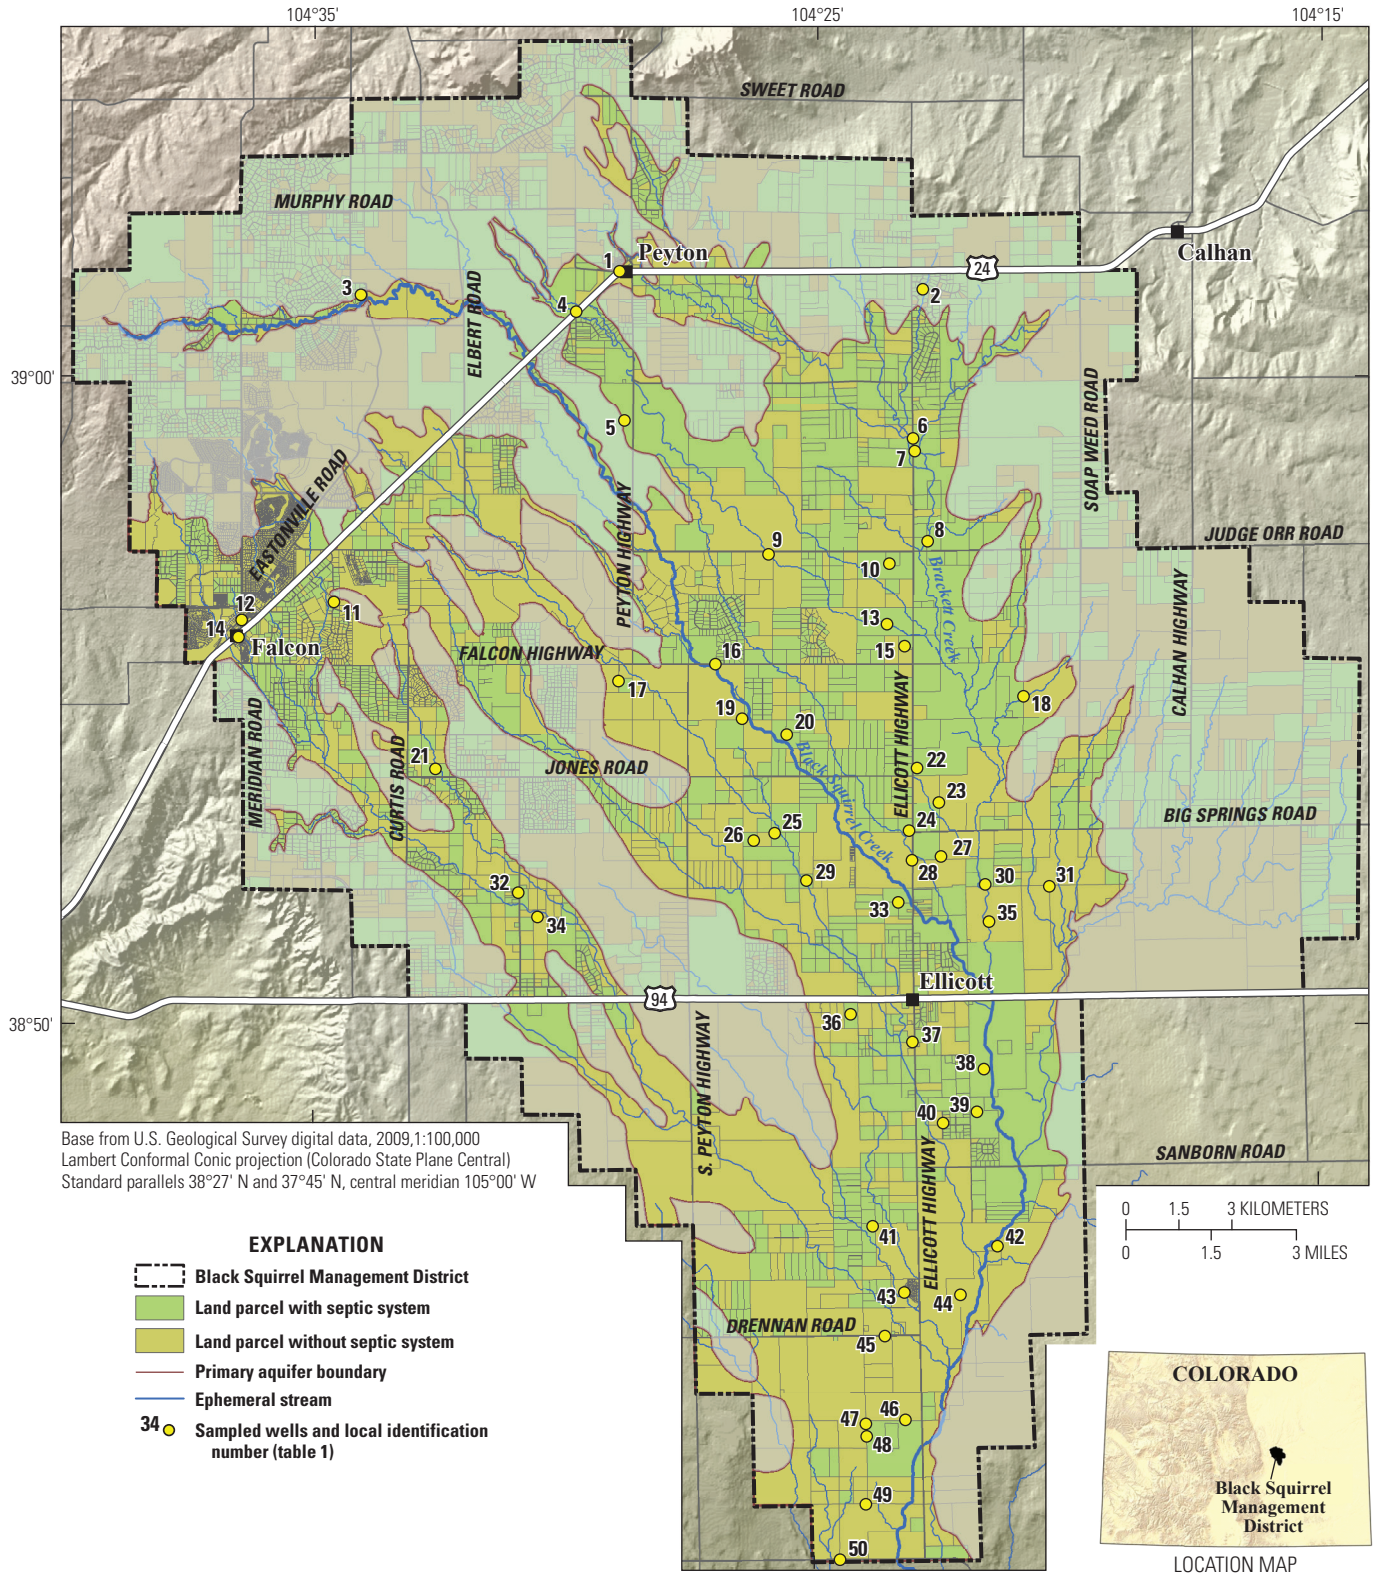 104°35'
104°25'
104°15'
SWEET ROAD
MURPHY ROAD
Calhan
1
Peyton
24
3
2
4
ELBERT ROAD
39°00'
SOAP WEED ROAD
5
6
7
EASTONVILLE ROAD
PEYTON HIGHWAY
8
JUDGE ORR ROAD
9
10
Brackett Creek
CALHAN HIGHWAY
11
12
13
14
Falcon
15
FALCON HIGHWAY
16
17
18
ELLICOTT HIGHWAY
MERIDIAN ROAD
19
20
CURTIS ROAD
21
JONES ROAD
Black Squirrel Creek
22
23
BIG SPRINGS ROAD
24
25
26
27
28
29
30
31
32
33
34
35
Ellicott
94
38°50'
36
S. PEYTON HIGHWAY
37
38
39
40
SANBORN ROAD
ELLICOTT HIGHWAY
41
42
43
44
DRENNAN ROAD
45
46
47
48
49
50
Base from U.S. Geological Survey digital data, 2009,1:100,000
Lambert Conformal Conic projection (Colorado State Plane Central)
Standard parallels 38°27' N and 37°45' N, central meridian 105°00' W
0 1.5 3 KILOMETERS
0 1.5 3 MILES
EXPLANATION
Black Squirrel Management District
Land parcel with septic system
Land parcel without septic system
Primary aquifer boundary
Ephemeral stream
34
Sampled wells and local identification
number (table 1)
COLORADO
Black Squirrel
Management
District
LOCATION MAP